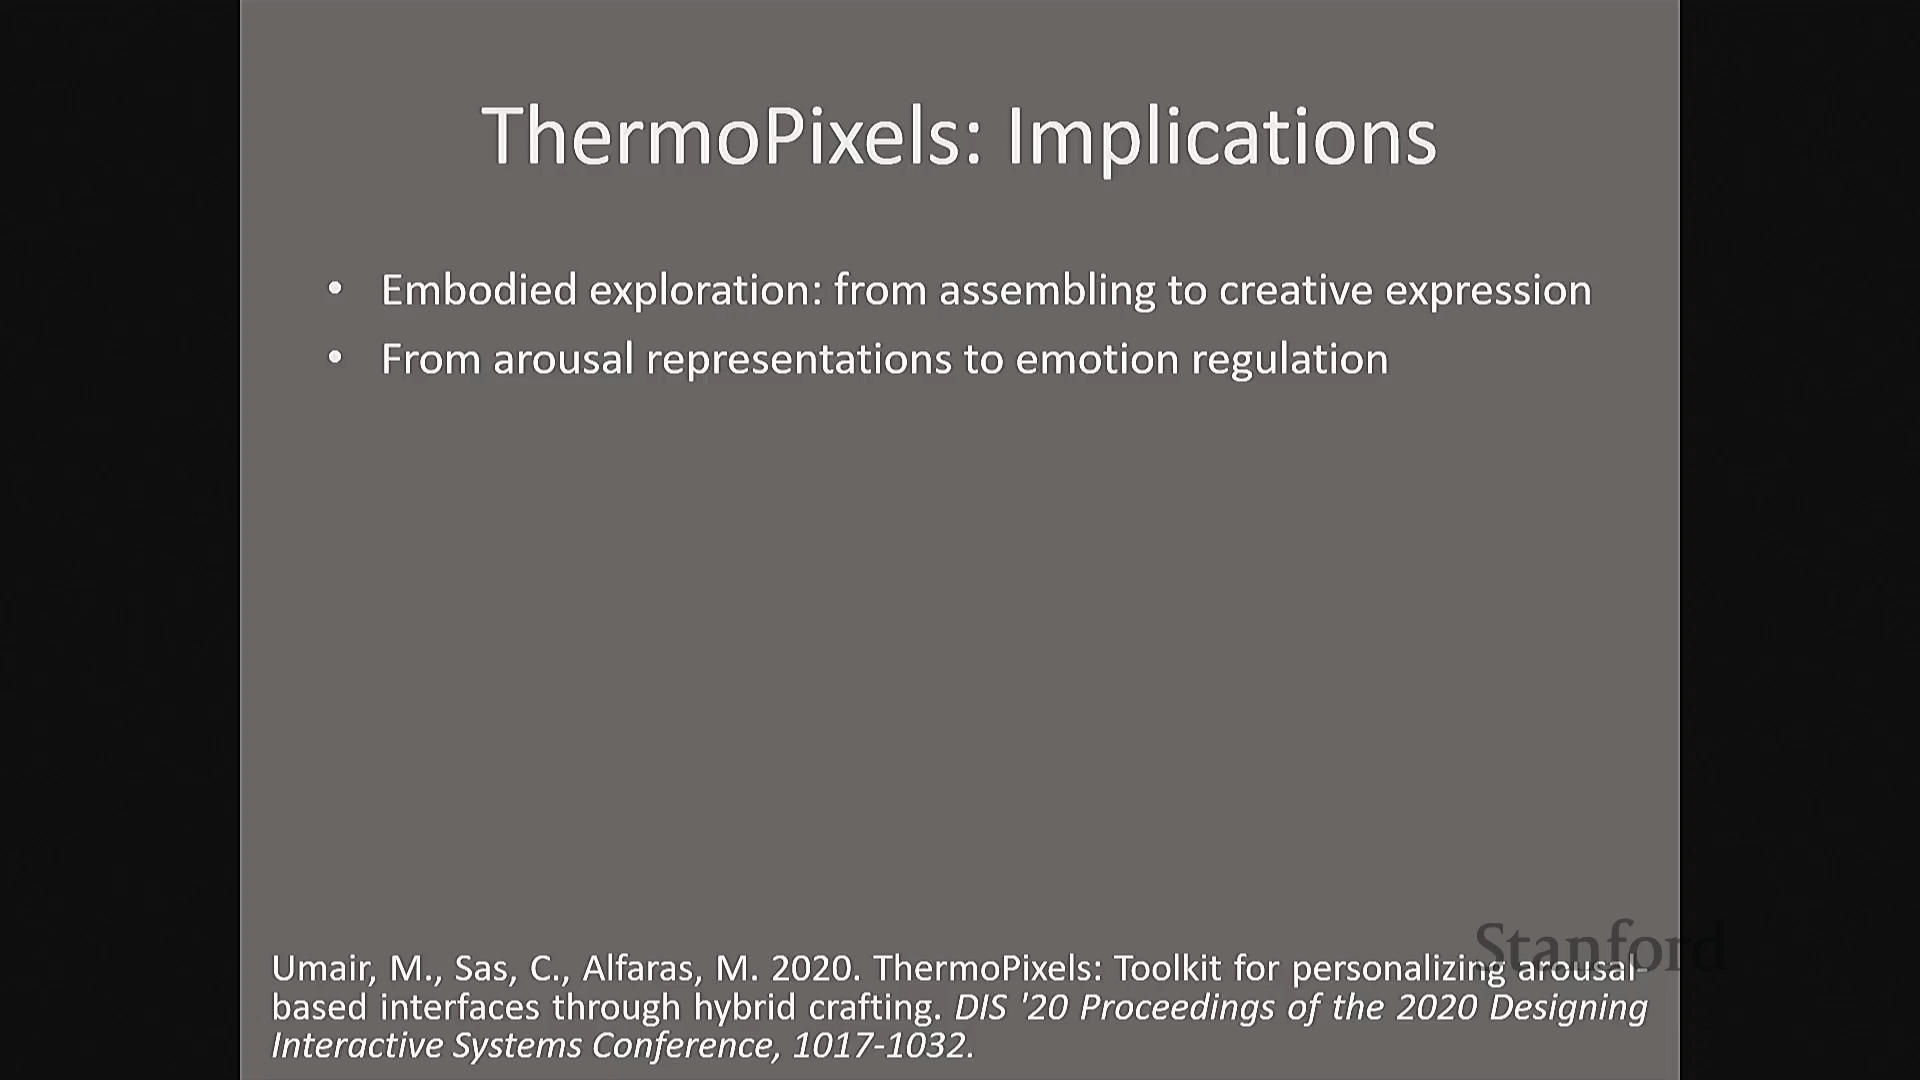 ThermoPixels: Implications
• Embodied exploration: from assembling to creative expression
• From arousal representations to emotion regulation
Stanford
Umair, M., Sas, C., Alfaras, M. 2020. ThermoPixels: Toolkit for personalizing arousal-
based interfaces through hybrid crafting. DIS '20 Proceedings of the 2020 Designing
Interactive Systems Conference, 1017-1032.